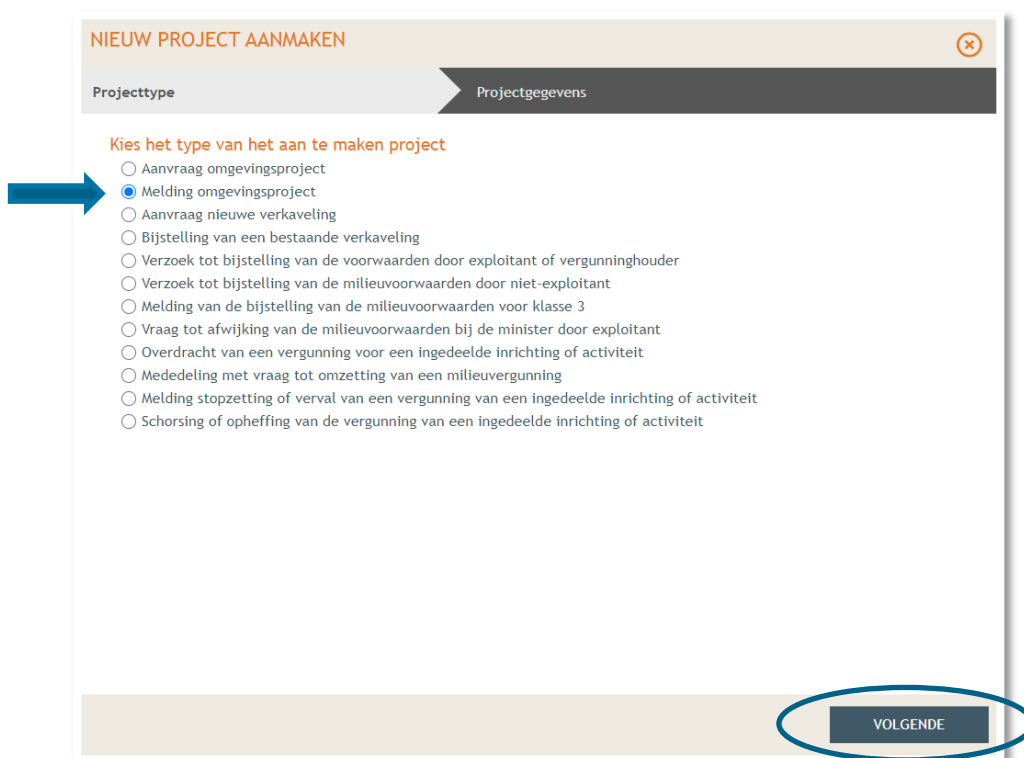 NIEUW PROJECT AANMAKEN
Projecttype
Projectgegevens
Kies het type van het aan te maken project
Aanvraag omgevingsproject
Melding omgevingsproject
Aanvraag nieuwe verkaveling
Bijstelling van een bestaande verkaveling
Verzoek tot bijstelling van de voorwaarden door exploitant of vergunninghouder
Verzoek tot bijstelling van de milieuvoorwaarden door niet-exploitant
Melding van de bijstelling van de milieuvoorwaarden voor klasse 3
Vraag tot afwijking van de milieuvoorwaarden bij de minister door exploitant
Overdracht van een vergunning voor een ingedeelde inrichting of activiteit
Mededeling met vraag tot omzetting van een milieuvergunning
Melding stopzetting of verval van een vergunning van een ingedeelde inrichting of activiteit
Schorsing of opheffing van de vergunning van een ingedeelde inrichting of activiteit
VOLGENDE